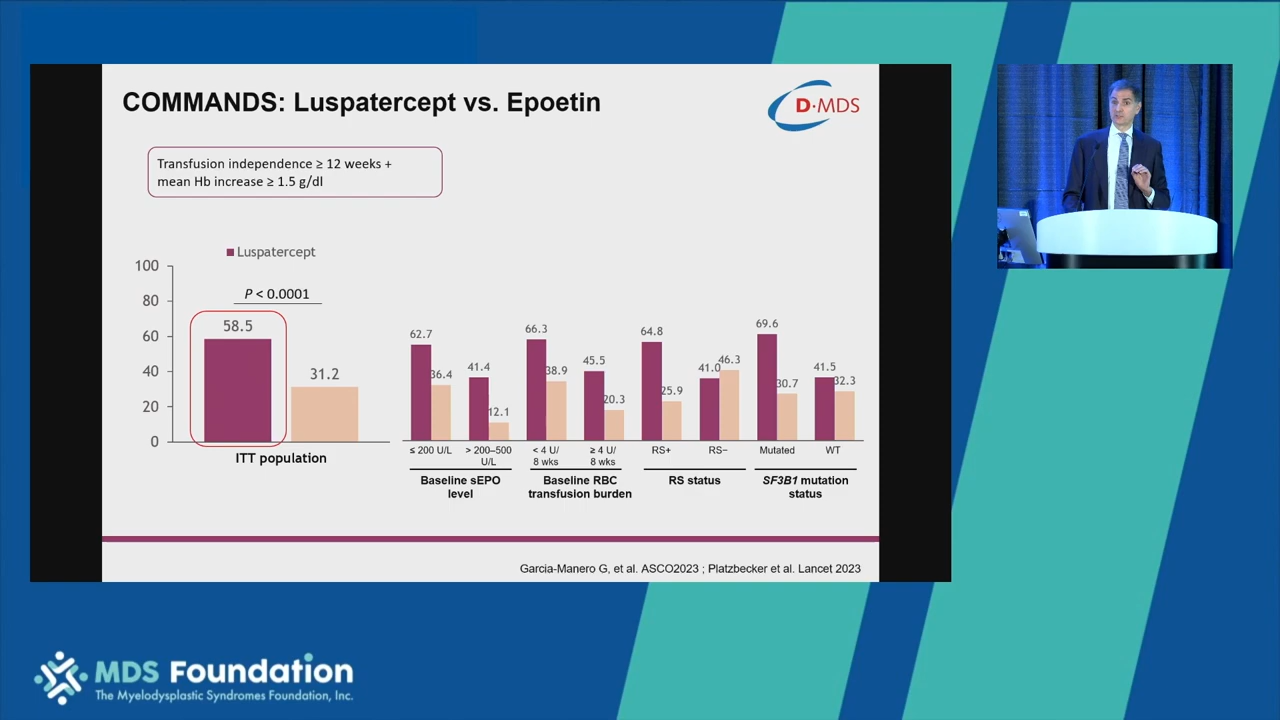 COMMANDS: Luspatercept vs. Epoetin
D·MDS
Transfusion independence ≥ 12 weeks +
mean Hb increase ≥ 1.5 g/dl
Luspatercept
100
80
60
40
20
0
P < 0.0001
58.5
31.2
ITT population
62.7
36.4
41.4
12.1
66.3
38.9
45.5
20.3
64.8
25.9
41.0
46.3
69.6
30.7
41.5
32.3
≤ 200 U/L
> 200–500
U/L
< 4 U/
8 wks
≥ 4 U/
8 wks
RS+
RS−
Mutated
WT
Baseline sEPO
level
Baseline RBC
transfusion burden
RS status
SF3B1 mutation
status
Garcia-Manero G, et al. ASCO2023 ; Platzbecker et al. Lancet 2023
MDS Foundation
The Myelodysplastic Syndromes Foundation, Inc.